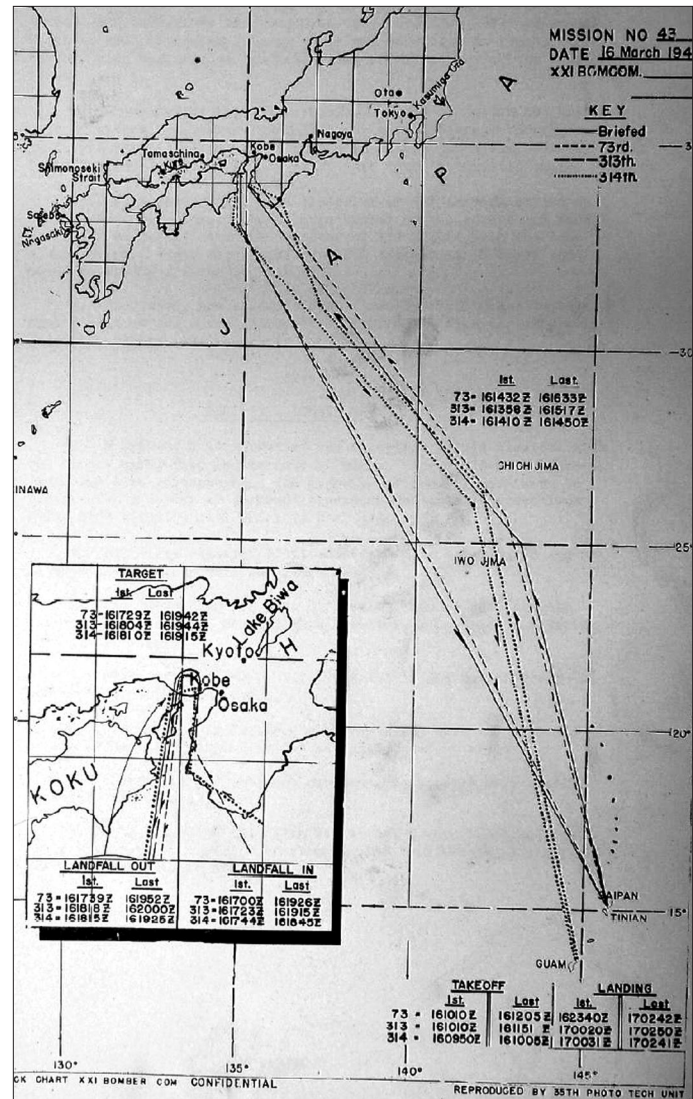 MISSION NO 43
DATE 16 March 194
XXI BOMCOM.
KEY
Briefed
73rd.
313th.
314th.
Ota
Tokyo
Kasumiga Ura
A
P
A
J
Nagoya
Kobe
Osaka
Tamaschina
Kure
Shimonoseki
Strait
Sasebo
Nagasaki
30
1st. Last.
73= 161432Z 161633Z
313= 161358Z 161517Z
314= 161410Z 161450Z
CHICHIJIMA
INAWA
25°
IWO JIMA
TARGET
1st Last
73=161729Z 161942Z
313=161804Z 161944Z
314=161810Z 161915Z
Lake Biwa
Kyoto
H
Kobe
Osaka
KOKU
LANDFALL OUT
1st. Last
73=161739Z 161952Z
313=161818Z 162000Z
314=161815Z 161925Z
LANDFALL IN
1st. Last
73=161700Z 161926Z
313=161723Z 161915Z
314=161744Z 161845Z
20°
SAIPAN
TINIAN
15°
GUAM
TAKEOFF LANDING
1st Last 1st. Last
73 = 161010Z 161205Z 162340Z 170242Z
313 = 161010Z 161151Z 170020Z 170250Z
314 = 160950Z 161005Z 170031Z 170241Z
130° 135° 140° 145°
CK CHART XXI BOMBER COM CONFIDENTIAL
REPRODUCED BY 35TH PHOTO TECH UNIT